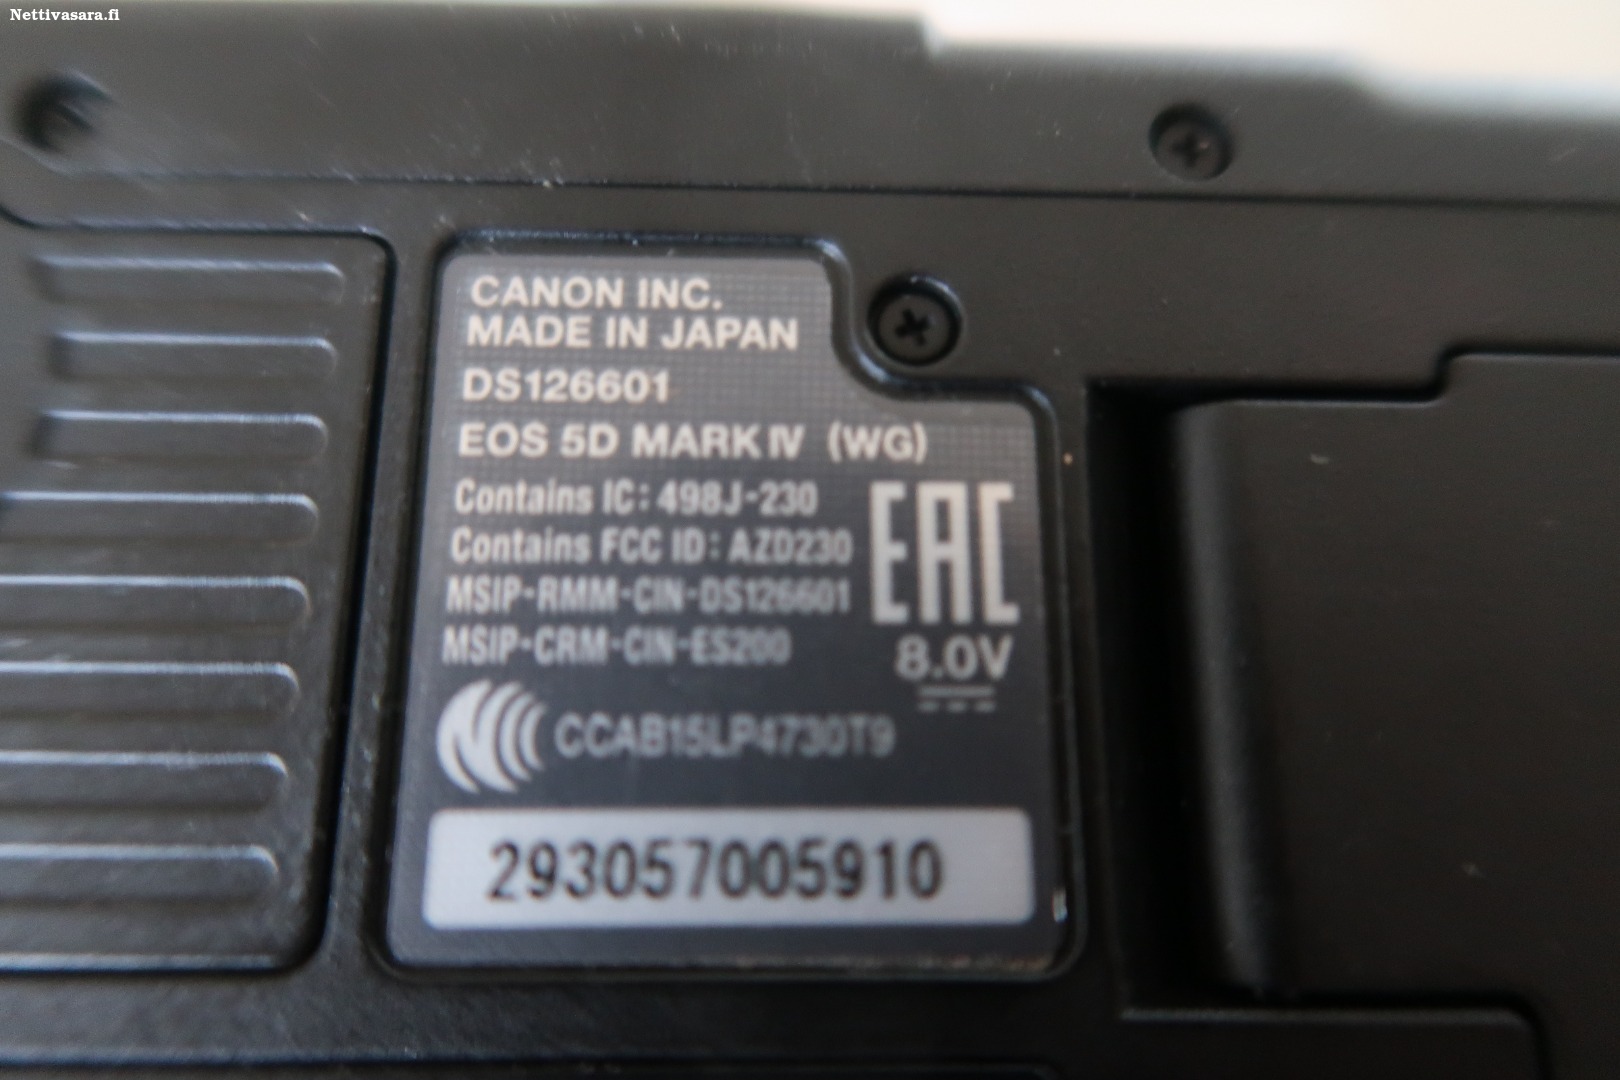 Nettivasara.fi
CANON INC.
MADE IN JAPAN
DS126601
EOS 5D MARK IV (WG)
Contains IC: 498J-230
Contains FCC ID: AZD230
MSIP-RMM-CIN-DS126601
MSIP-CRM-CIN-ES200
EAC
8.0V
CCAB15LP4730T9
293057005910